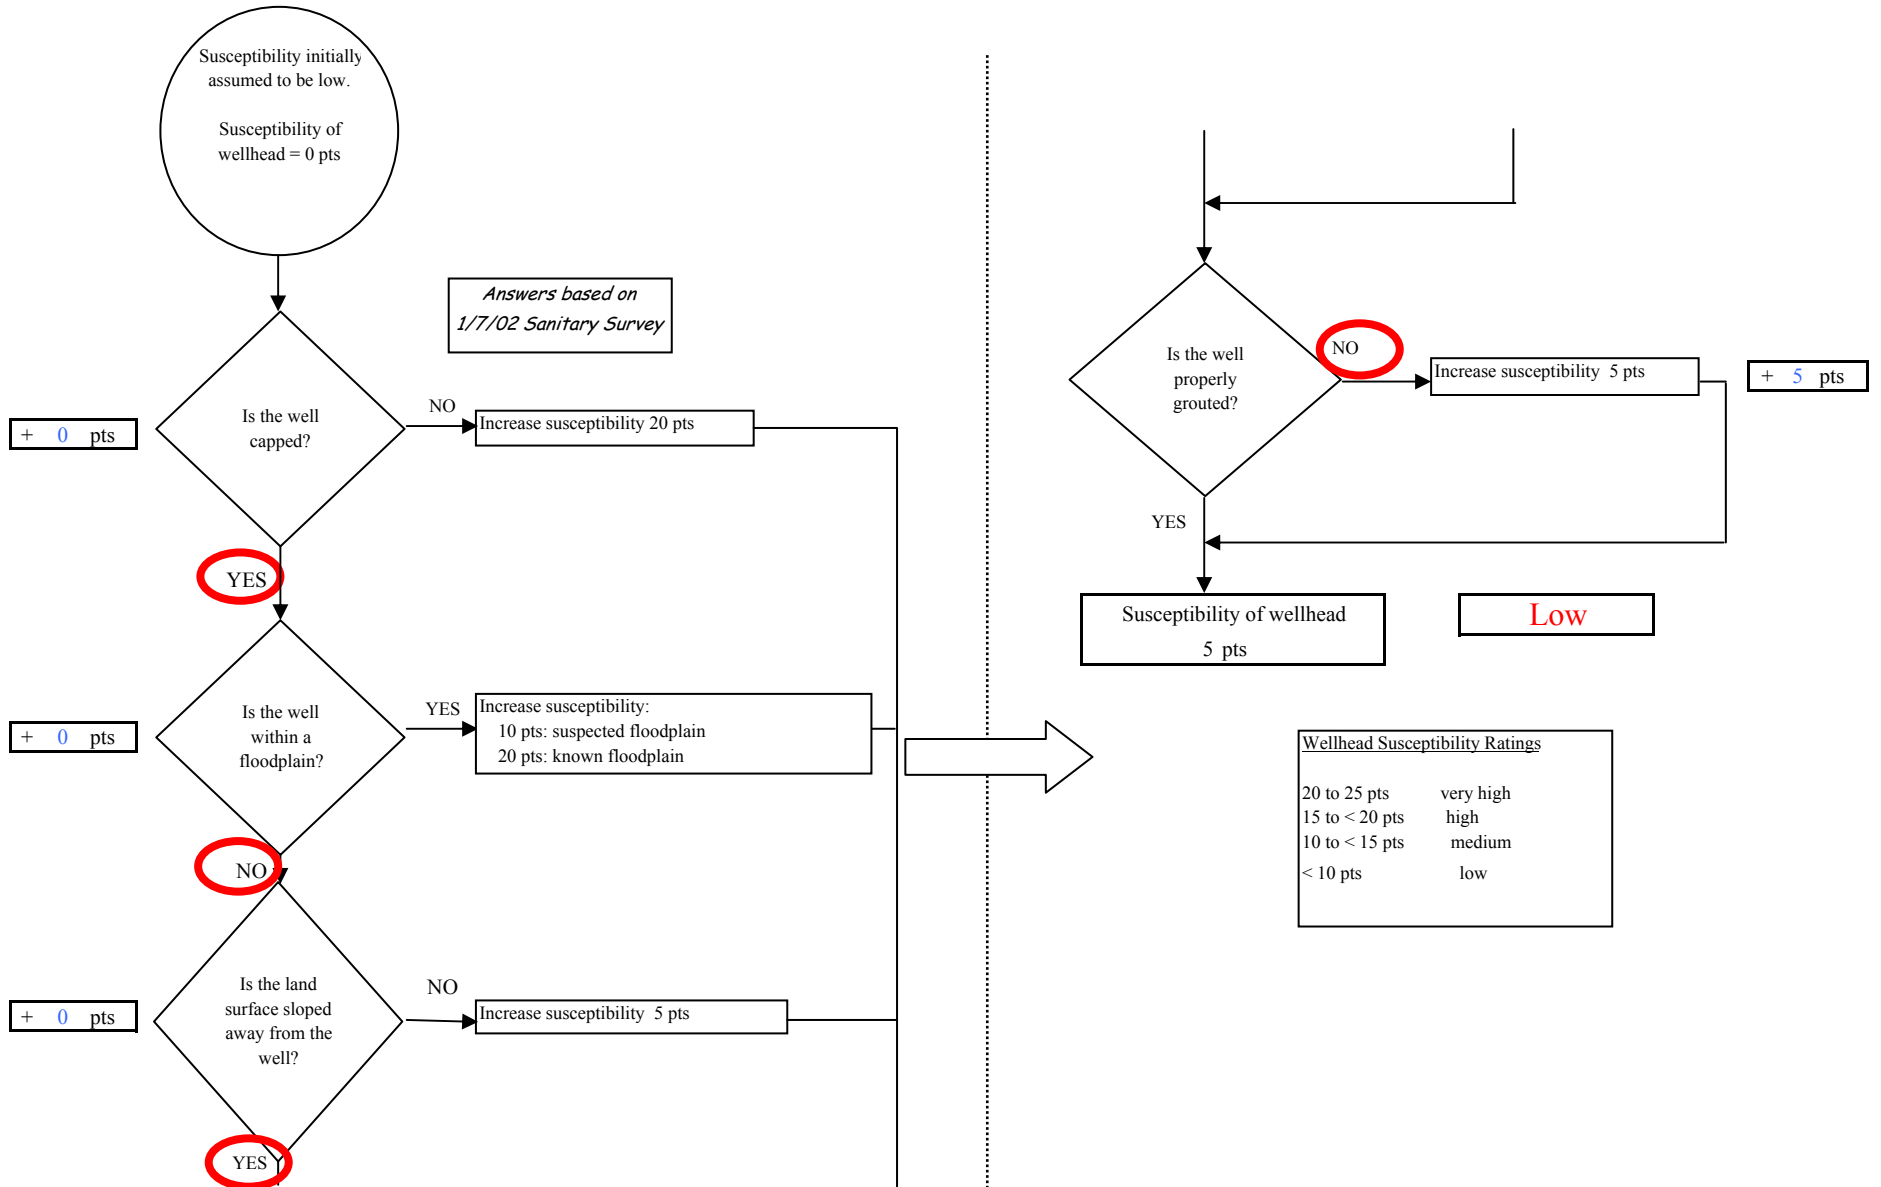 Susceptibility initially
assumed to be low.
Susceptibility of
wellhead = 0 pts
Answers based on
1/7/02 Sanitary Survey
+ 0 pts
Is the well
capped?
NO
Increase susceptibility 20 pts
YES
+ 0 pts
Is the well
within a
floodplain?
YES
Increase susceptibility:
10 pts: suspected floodplain
20 pts: known floodplain
NO
+ 0 pts
Is the land
surface sloped
away from the
well?
NO
Increase susceptibility 5 pts
YES
Is the well
properly
grouted?
NO
Increase susceptibility 5 pts
+ 5 pts
YES
Susceptibility of wellhead
5 pts
Low
Wellhead Susceptibility Ratings
20 to 25 pts very high
15 to < 20 pts high
10 to < 15 pts medium
< 10 pts low